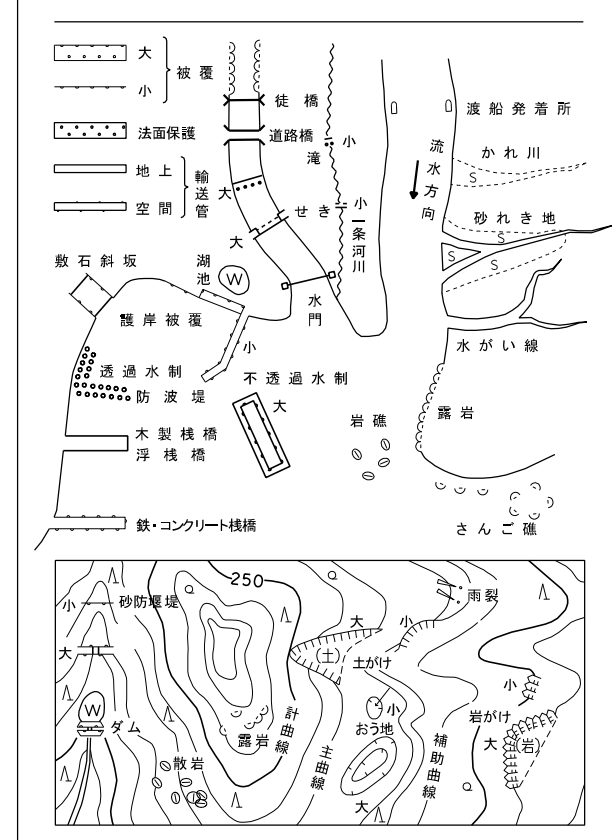 大
小
被覆
法面保護
地上
空間
輸送管
徒橋
道路橋
小
滝
大
せき
小
大
一条河川
水門
渡船発着所
流水方向
かれ川
S
砂れき地
S
S
S
敷石斜坂
湖池
W
護岸被覆
小
透過水制
不透過水制
防波堤
大
木製桟橋
浮桟橋
鉄・コンクリート桟橋
岩礁
水がい線
露岩
さんご礁
250
小
砂防堰堤
大
W
ダム
散岩
露岩
計曲線
主曲線
大
小
(土)
土がけ
雨裂
小
おう地
大
補助曲線
小
岩がけ
大
(岩)